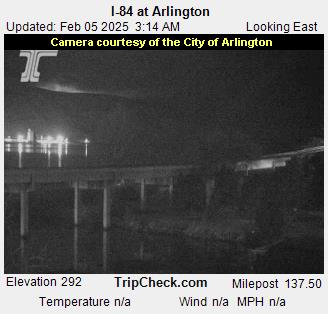 I-84 at Arlington
Updated: Feb 05 2025 3:14 AM Looking East
Camera courtesy of the City of Arlington
Elevation 292 TripCheck.com Milepost 137.50
Temperature n/a Wind n/a MPH n/a